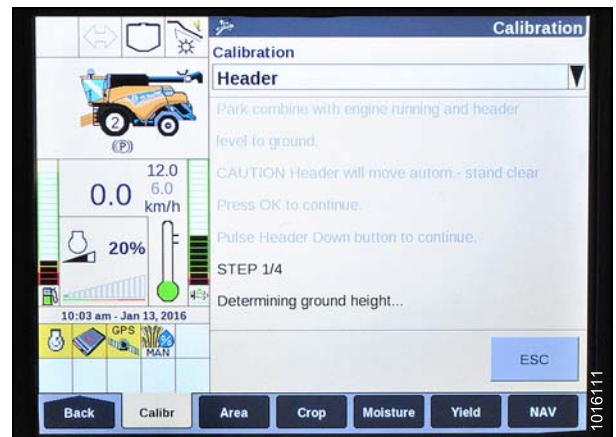 Calibration
Calibration
Header
Park combine with engine running and header
level to ground.
CAUTION Header will move autom.- stand clear
Press OK to continue.
Pulse Header Down button to continue.
STEP 1/4
Determining ground height...
ESC
2
(P)
12.0
0.0 6.0
km/h
20%
10:03 am - Jan 13, 2016
GPS
MAN
Back Calibr Area Crop Moisture Yield NAV
1016111